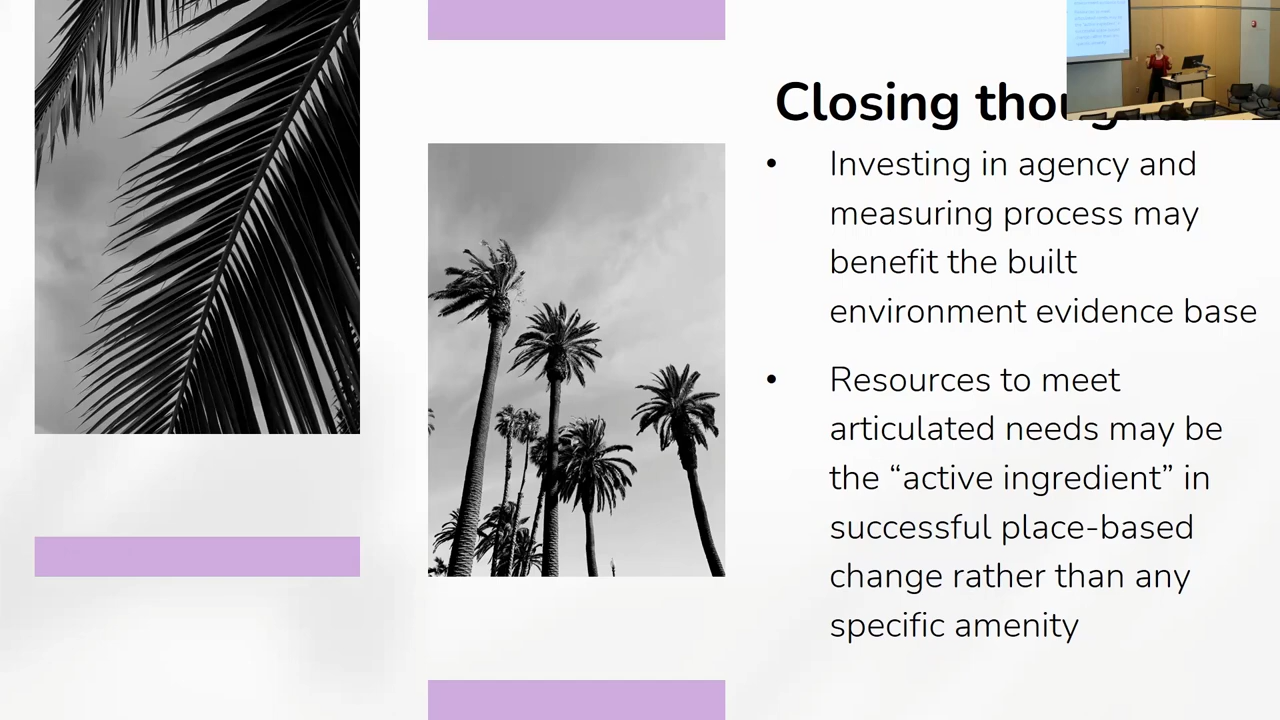 Closing thou
• Investing in agency and
measuring process may
benefit the built
environment evidence base
• Resources to meet
articulated needs may be
the “active ingredient” in
successful place-based
change rather than any
specific amenity